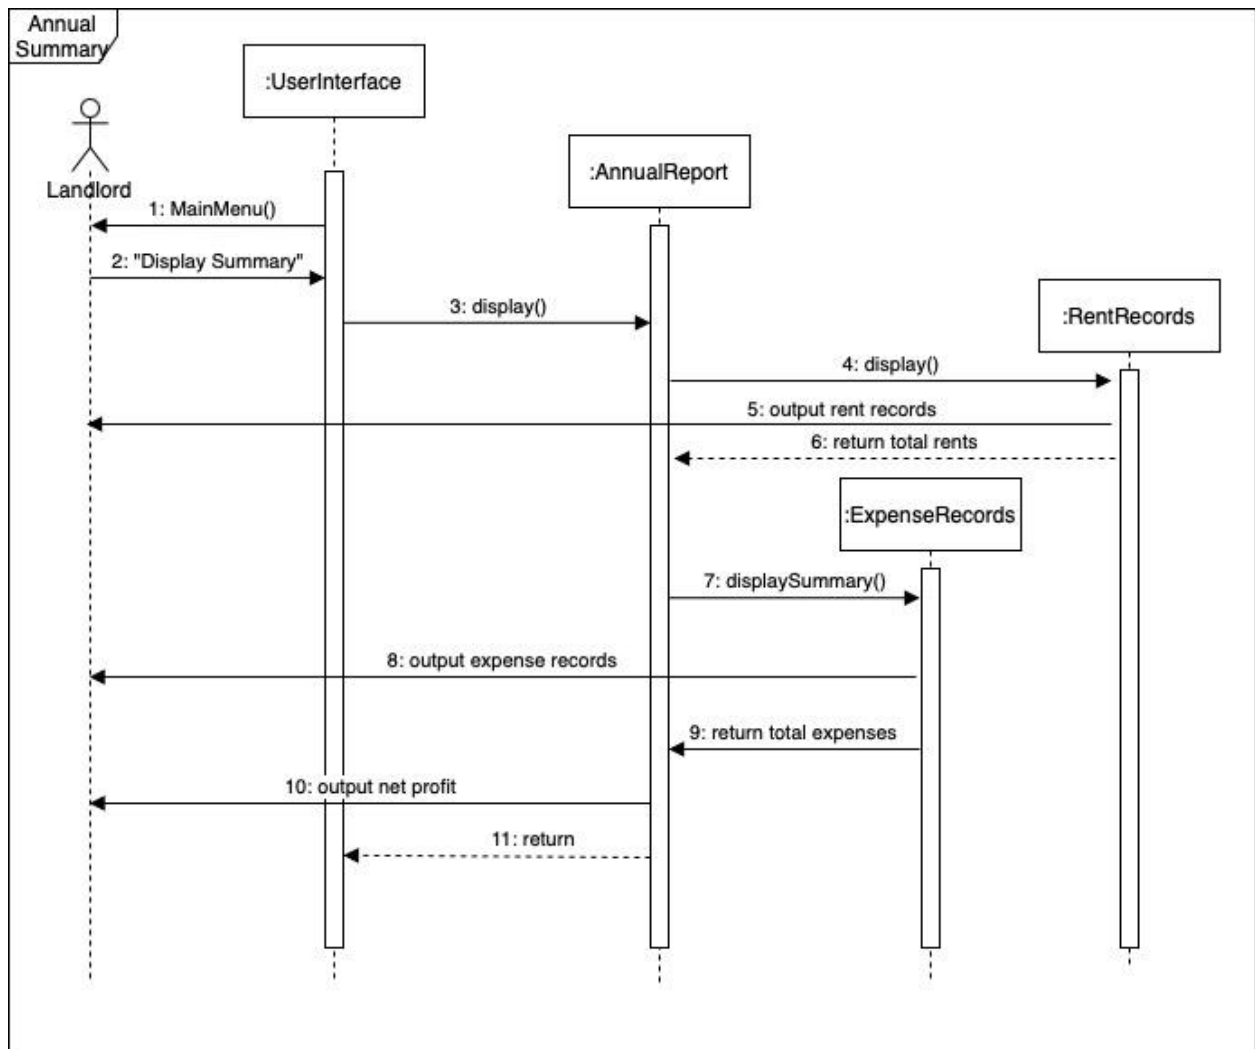 Annual
Summary
:UserInterface
:AnnualReport
Landlord
1: MainMenu()
2: "Display Summary"
3: display()
:RentRecords
4: display()
5: output rent records
6: return total rents
:ExpenseRecords
7: displaySummary()
8: output expense records
9: return total expenses
10: output net profit
11: return